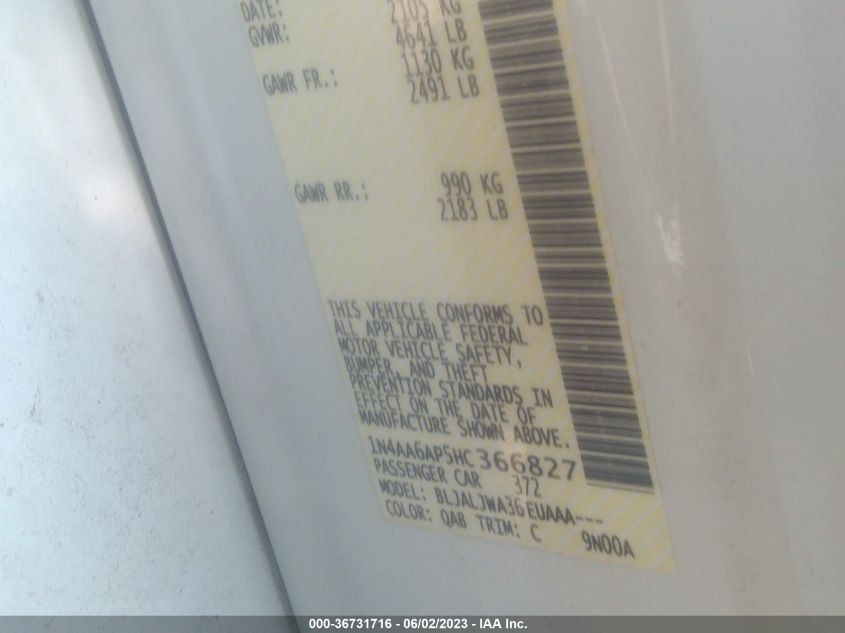 DATE: 2105 KG
GVWR: 4641 LB
1130 KG
GAWR FR.: 2491 LB
990 KG
GAWR RR.: 2183 LB
THIS VEHICLE CONFORMS TO
ALL APPLICABLE FEDERAL
MOTOR VEHICLE SAFETY,
BUMPER, AND THEFT
PREVENTION STANDARDS IN
EFFECT ON THE DATE OF
MANUFACTURE SHOWN ABOVE.
1N4AA6AP5HC366827
PASSENGER CAR 372
MODEL: BLJALJWA36EUAAA---
COLOR: QAB TRIM: C 9N00A
000-36731716 - 06/02/2023 - IAA Inc.